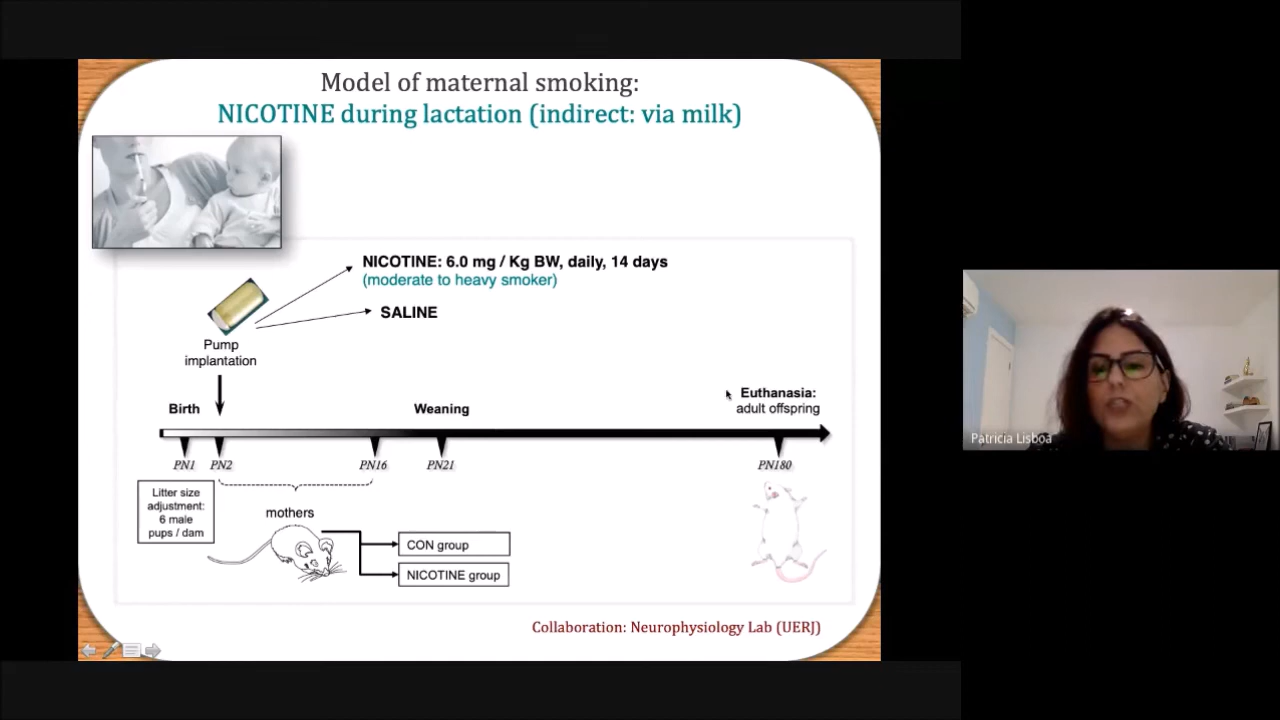 Model of maternal smoking:
NICOTINE during lactation (indirect: via milk)
NICOTINE: 6.0 mg / Kg BW, daily, 14 days
(moderate to heavy smoker)
SALINE
Pump
implantation
Birth
Weaning
Euthanasia:
adult offspring
PN1
PN2
PN16
PN21
PN180
Litter size
adjustment:
6 male
pups / dam
mothers
CON group
NICOTINE group
Collaboration: Neurophysiology Lab (UERJ)
Patricia Lisboa